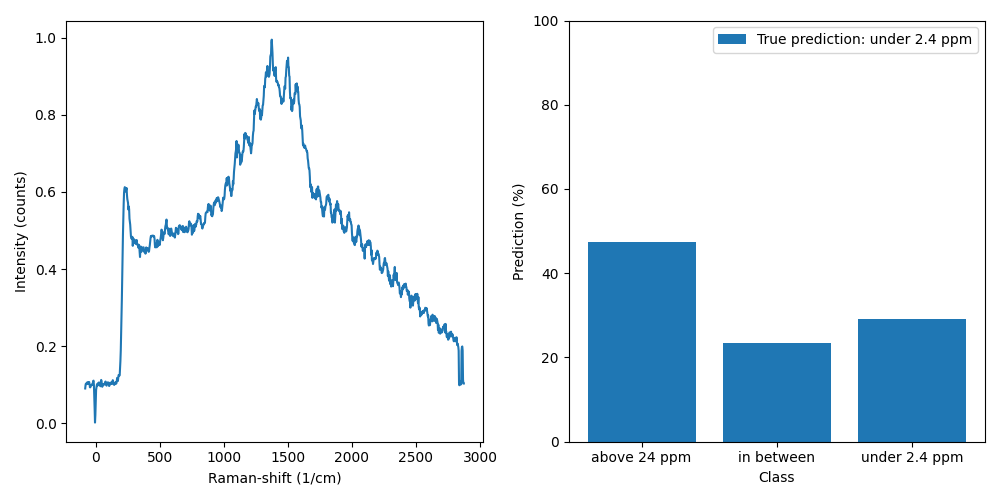 1.0
0.8
0.6
0.4
0.2
0.0
Intensity (counts)
0 500 1000 1500 2000 2500 3000
Raman-shift (1/cm)
100
80
60
40
20
0
Prediction (%)
True prediction: under 2.4 ppm
above 24 ppm in between under 2.4 ppm
Class